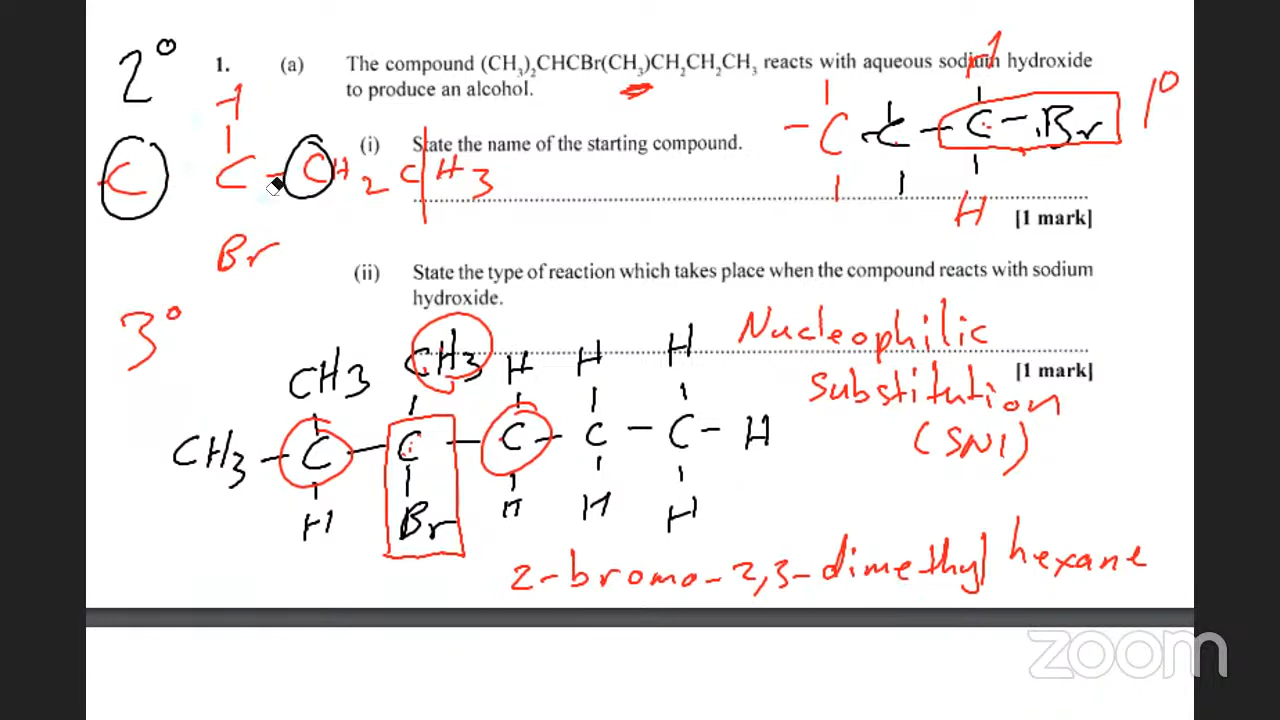 2°
1. (a) The compound (CH3)2CHCBr(CH3)CH2CH2CH3 reacts with aqueous sodium hydroxide
to produce an alcohol.
(i) State the name of the starting compound.
[1 mark]
H
C C - CH2 CH3
Br
H
- C - C - C - Br
H
1°
(ii) State the type of reaction which takes place when the compound reacts with sodium
hydroxide.
[1 mark]
Nucleophilic
substitution
(SN1)
3°
CH3 CH3 H H H
CH3 - C - C - C - C - C - H
H Br H H H
2-bromo-2,3-dimethyl hexane
zoom